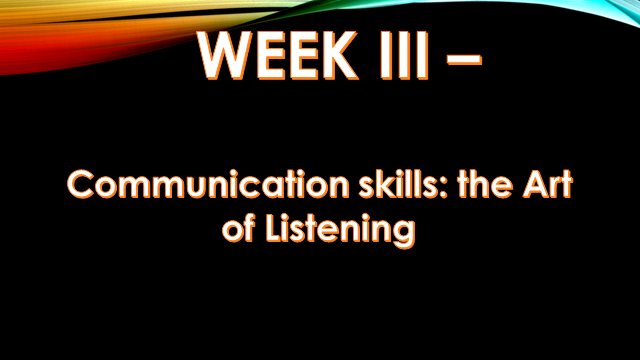 WEEK III –
Communication skills: the Art
of Listening